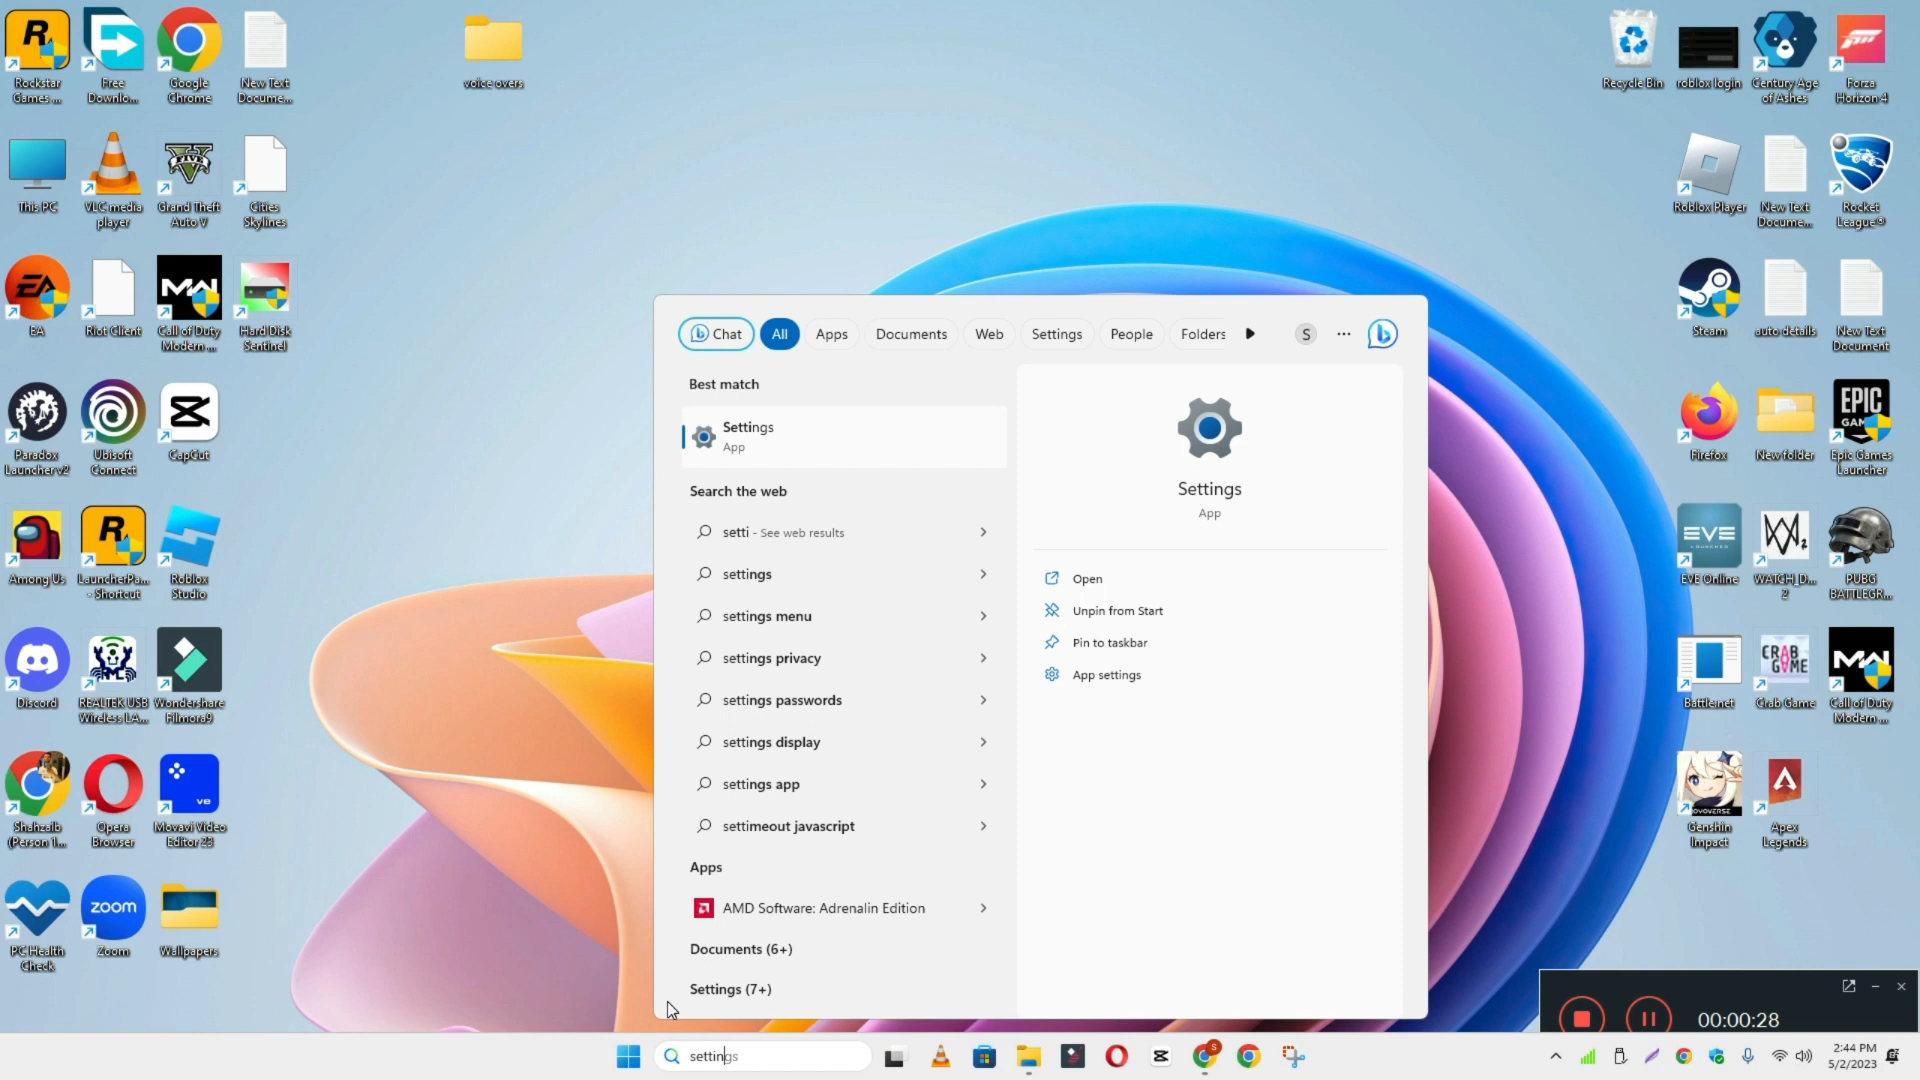 Rockstar
Games ...
Free
Downlo...
Google
Chrome
New Text
Docume...
voice overs
Recycle Bin
roblox login
Century Age
of Ashes
Forza
Horizon 4
This PC
VLC media
player
FIVE
Grand Theft
Auto V
Cities
Skylines
Roblox Player
New Text
Docume...
Rocket
League®
EA
Riot Client
Call of Duty
Modern ...
Hard Disk
Sentinel
Steam
auto details
New Text
Document
Paradox
Launcher v2
Ubisoft
Connect
CapCut
Firefox
New folder
EPIC
GAMES
Epic Games
Launcher
Among Us
LauncherPa...
- Shortcut
Roblox
Studio
EVE
EVE Online
WATCH_D...
2
PUBG
BATTLEGR...
Discord
REALTEK USB
Wireless LA...
Wondershare
Filmora9
Battle.net
CRAB
GAME
Crab Game
Call of Duty
Modern ...
Shahzaib
(Person 1...
Opera
Browser
ve
Movavi Video
Editor 23
Genshin
Impact
Apex
Legends
PC Health
Check
zoom
Zoom
Wallpapers
Chat All Apps Documents Web Settings People Folders S ...
Best match
Settings
App
Search the web
setti - See web results
settings
settings menu
settings privacy
settings passwords
settings display
settings app
settimeout javascript
Apps
AMD Software: Adrenalin Edition
Documents (6+)
Settings (7+)
Settings
App
Open
Unpin from Start
Pin to taskbar
App settings
00:00:28
settings
S
2:44 PM
5/2/2023